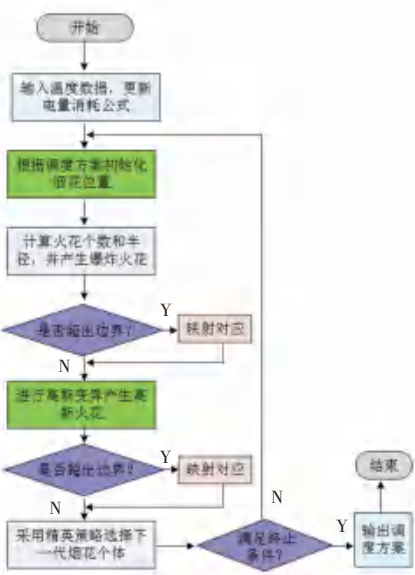 开始
输入温度数据，更新
电量消耗公式
根据调度方案初始化
烟花位置
计算火花个数和半
径，并产生爆炸火花
是否超出边界？
Y
映射对应
N
进行高斯变异产生高
斯火花
是否超出边界？
Y
映射对应
N
采用精英策略选择下
一代烟花个体
满足终止
条件？
N
Y
输出调
度方案
结束